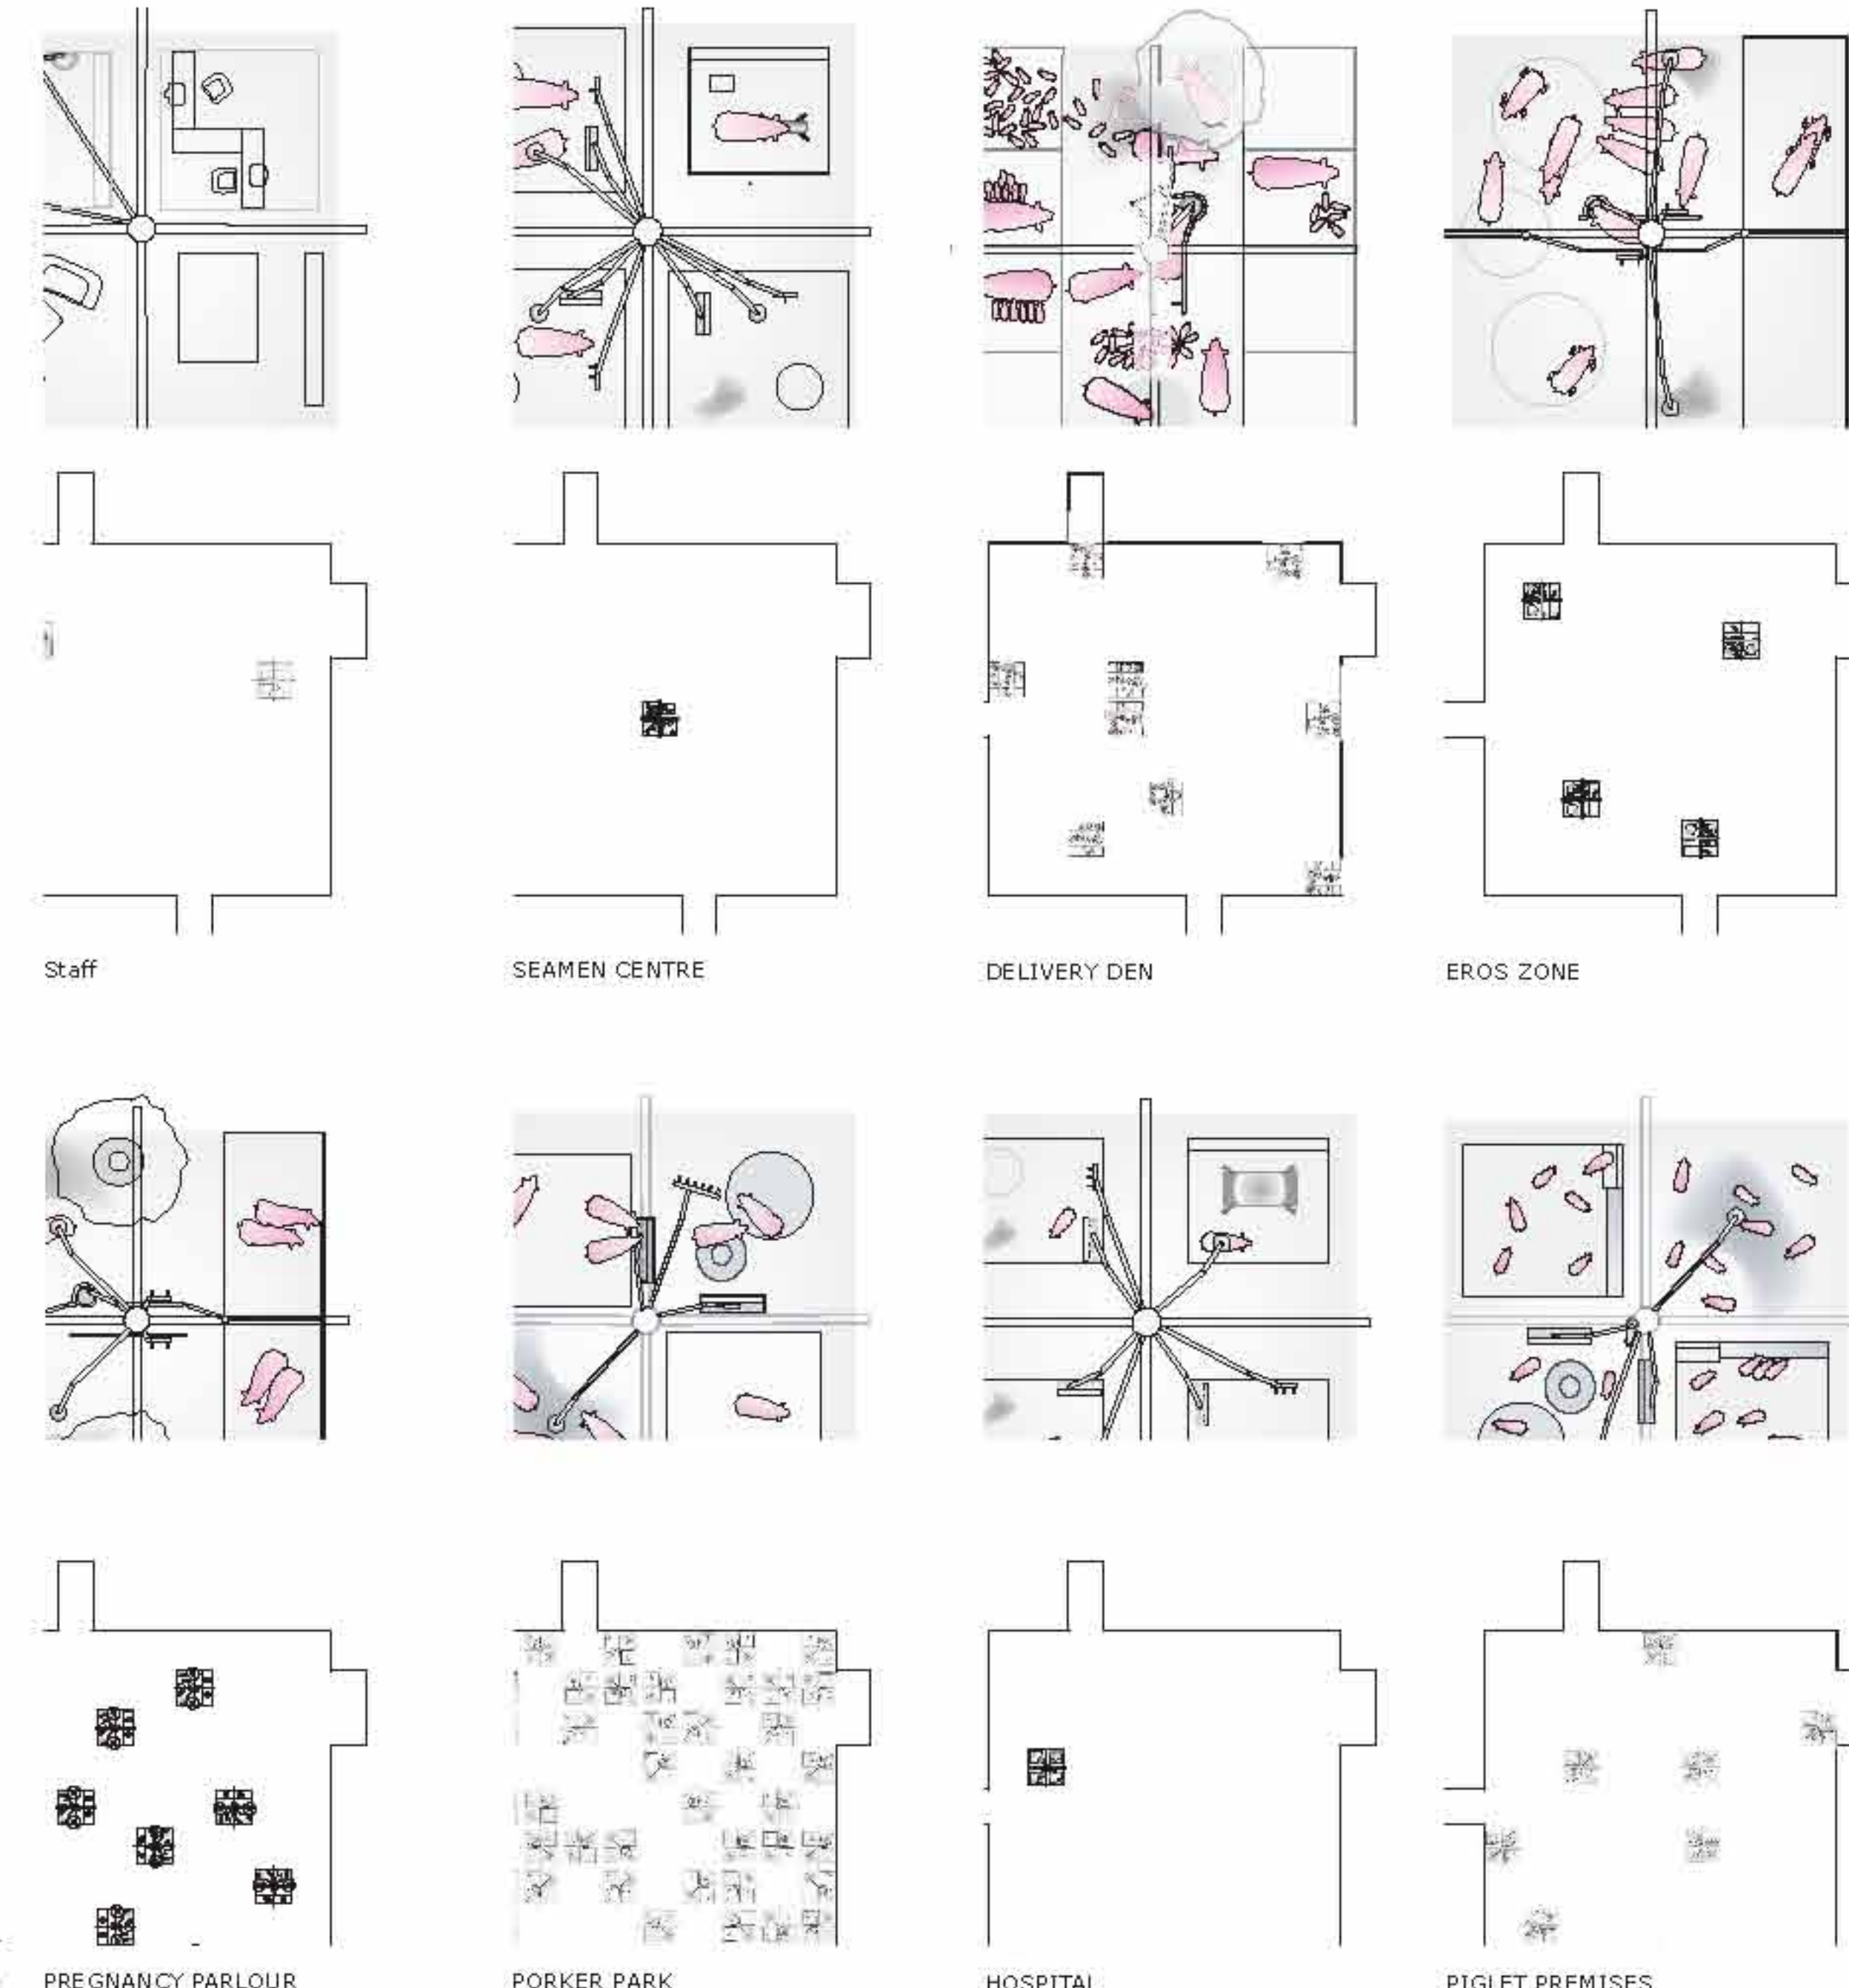 Staff
SEAMEN CENTRE
DELIVERY DEN
EROS ZONE
PREGNANCY PARLOUR
PORKER PARK
HOSPITAL
PIGLET PREMISES